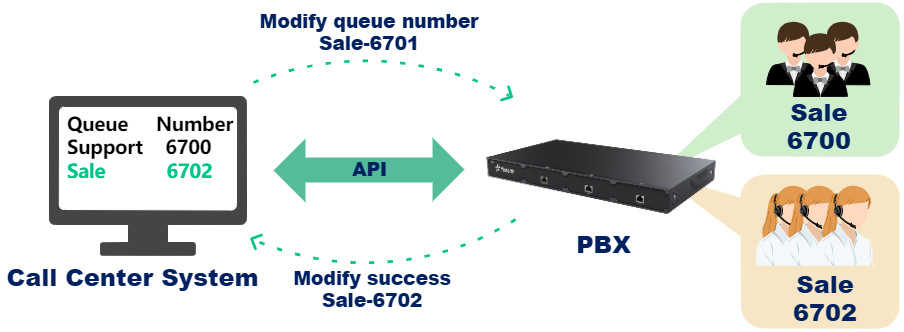 Modify queue number
Sale-6701
Queue Number
Support 6700
Sale 6702
Call Center System
API
PBX
Modify success
Sale-6702
Sale
6700
Sale
6702